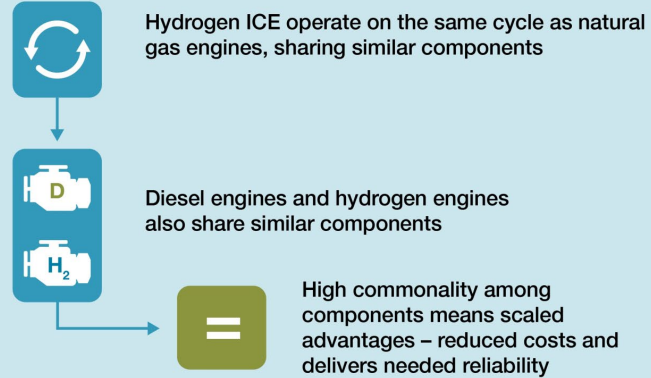 Hydrogen ICE operate on the same cycle as natural
gas engines, sharing similar components
D
H₂
Diesel engines and hydrogen engines
also share similar components
=
High commonality among
components means scaled
advantages – reduced costs and
delivers needed reliability